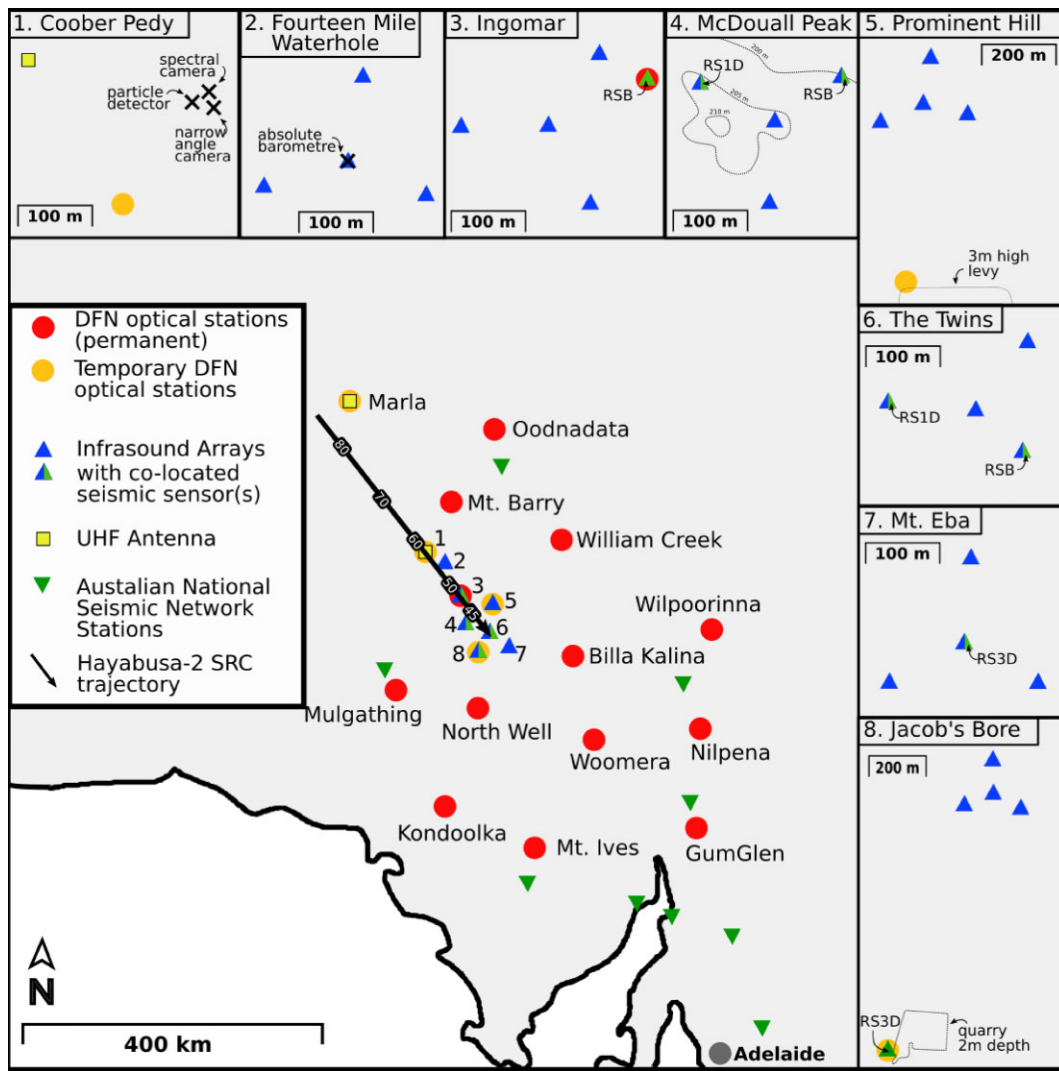 1. Coober Pedy
spectral
camera
particle
detector
narrow
angle
camera
100 m
2. Fourteen Mile
Waterhole
absolute
barometre
100 m
3. Ingomar
RSB
100 m
4. McDouall Peak
200 m
RS1D
205 m
210 m
RSB
100 m
5. Prominent Hill
200 m
3m high
levy
6. The Twins
100 m
RS1D
RSB
7. Mt. Eba
100 m
RS3D
8. Jacob's Bore
200 m
RS3D
quarry
2m depth
DFN optical stations
(permanent)
Temporary DFN
optical stations
Infrasound Arrays
with co-located
seismic sensor(s)
UHF Antenna
Austalian National
Seismic Network
Stations
Hayabusa-2 SRC
trajectory
Marla
Oodnadata
80
70
Mt. Barry
60
1
William Creek
2
50
3
45
5
4
6
8
7
Wilpoorinna
Billa Kalina
Mulgathing
North Well
Woomera
Nilpena
Kondoolka
Mt. Ives
GumGlen
N
400 km
Adelaide